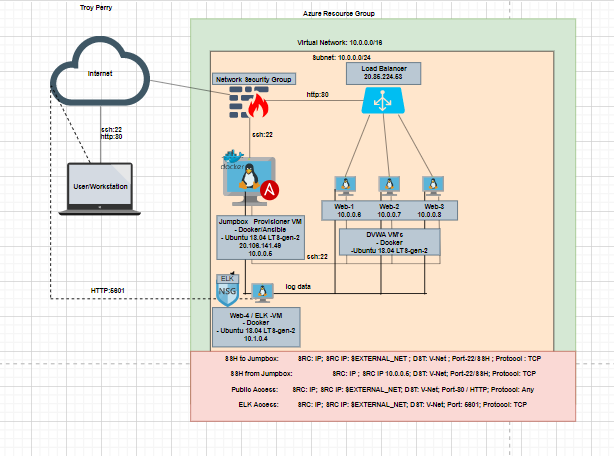 Troy Perry
Azure Resource Group
Virtual Network: 10.0.0.0/16
Subnet: 10.0.0.0/24
Internet
Network Security Group
Load Balancer
20.85.224.53
http:80
ssh:22
http:80
ssh:22
docker
User/Workstation
Web-1
10.0.0.6
Web-2
10.0.0.7
Web-3
10.0.0.8
Jumpbox Provisioner VM
- Docker/Ansible
- Ubuntu 18.04 LTS-gen-2
20.106.141.49
10.0.0.5
DVWA VM's
- Docker
-Ubuntu 18.04 LTS-gen-2
ssh:22
ELK
NSG
log data
HTTP:5601
Web-4 / ELK -VM
- Docker
- Ubuntu 18.04 LTS-gen-2
10.1.0.4
SSH to Jumpbox: SRC: IP; SRC IP: $EXTERNAL_NET ; DST: V-Net ; Port-22/SSH ; Protocol : TCP
SSH from Jumpbox: SRC: IP ; SRC IP 10.0.0.5; DST: V-Net; Port-22/SSH; Protocol: TCP
Public Access: SRC: IP; SRC IP: $EXTERNAL_NET; DST: V-Net; Port-80 / HTTP; Protocol: Any
ELK Access: SRC: IP; SRC IP: $EXTERNAL_NET; DST: V-Net; Port: 5601; Protocol: TCP